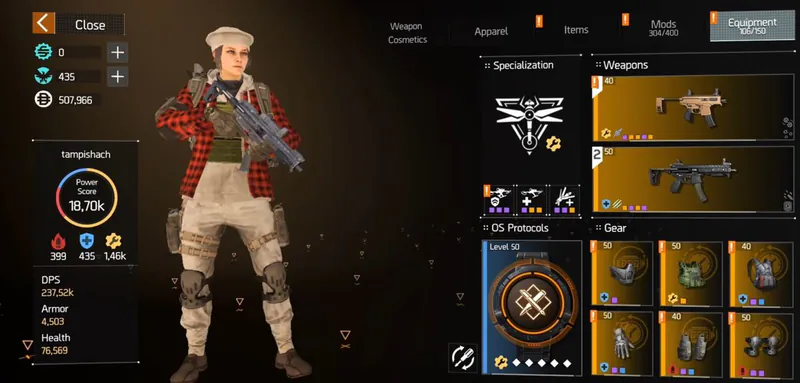 Close
0 +
435 +
507,966
tampishach
Power
Score
18,70k
399 435 1,46k
DPS
237,52k
Armor
4,503
Health
76,569
Weapon
Cosmetics
Apparel
Items
Mods
304/400
Equipment
106/150
Specialization
Weapons
40
2 50
OS Protocols
Level 50
Gear
50 50 40
50 40 50